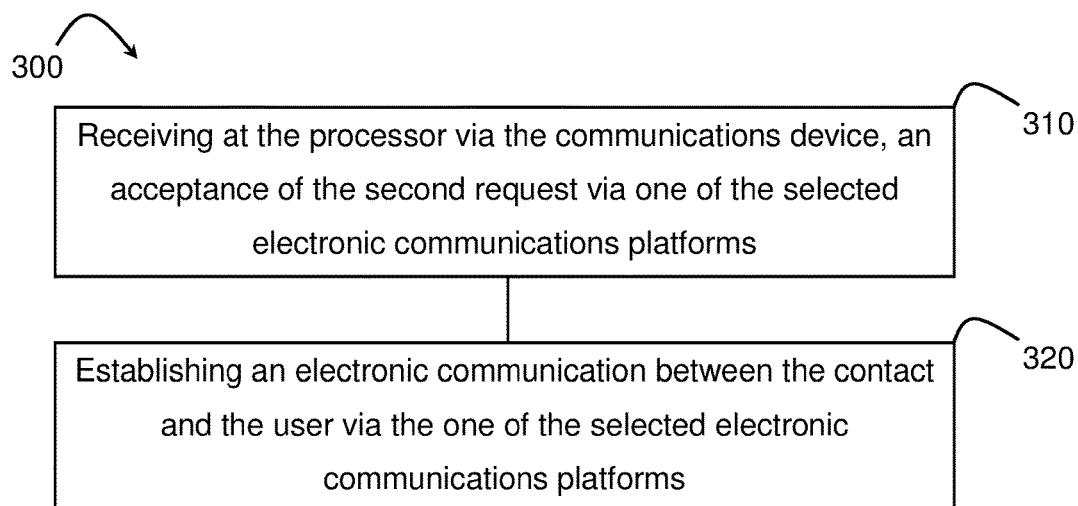 300
310
Receiving at the processor via the communications device, an
acceptance of the second request via one of the selected
electronic communications platforms
320
Establishing an electronic communication between the contact
and the user via the one of the selected electronic
communications platforms